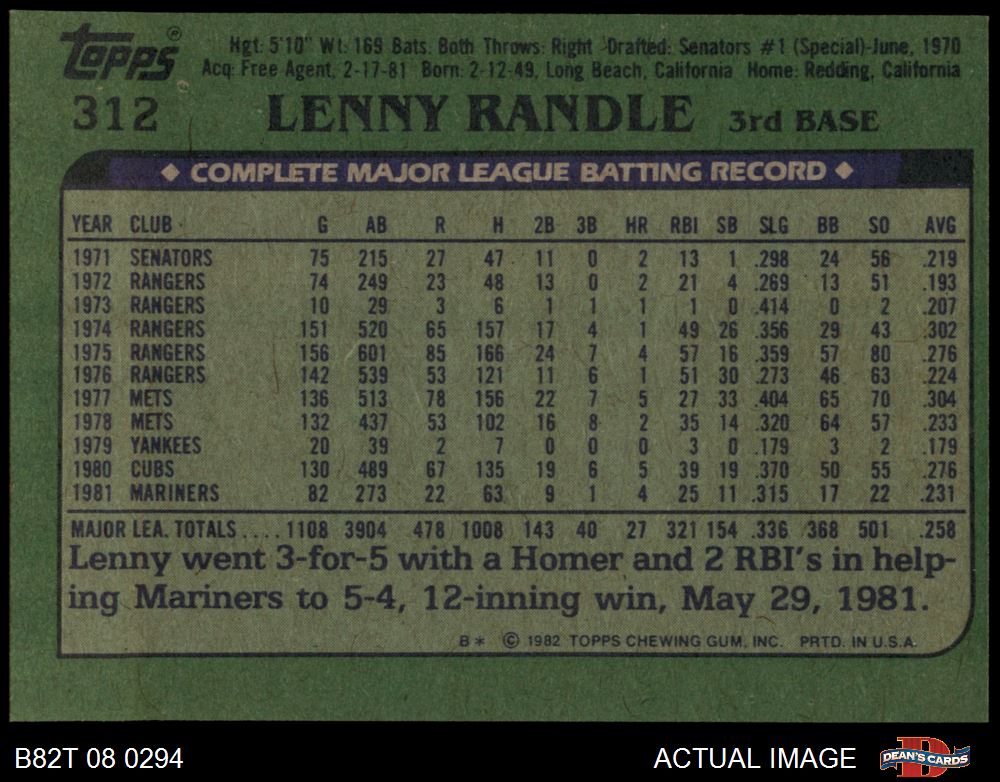 Topps® Hgt: 5'10" Wt: 169 Bats: Both Throws: Right Drafted: Senators #1 (Special)-June, 1970
Acq: Free Agent, 2-17-81 Born: 2-12-49, Long Beach, California Home: Redding, California
312 LENNY RANDLE 3rd BASE
◆ COMPLETE MAJOR LEAGUE BATTING RECORD ◆
YEAR CLUB G AB R H 2B 3B HR RBI SB SLG BB SO AVG
1971 SENATORS 75 215 27 47 11 0 2 13 1 .298 24 56 .219
1972 RANGERS 74 249 23 48 13 0 2 21 4 .269 13 51 .193
1973 RANGERS 10 29 3 6 1 1 1 1 0 .414 0 2 .207
1974 RANGERS 151 520 65 157 17 4 1 49 26 .356 29 43 .302
1975 RANGERS 156 601 85 166 24 7 4 57 16 .359 57 80 .276
1976 RANGERS 142 539 53 121 11 6 1 51 30 .273 46 63 .224
1977 METS 136 513 78 156 22 7 5 27 33 .404 65 70 .304
1978 METS 132 437 53 102 16 8 2 35 14 .320 64 57 .233
1979 YANKEES 20 39 2 7 0 0 0 3 0 .179 3 2 .179
1980 CUBS 130 489 67 135 19 6 5 39 19 .370 50 55 .276
1981 MARINERS 82 273 22 63 9 1 4 25 11 .315 17 22 .231
MAJOR LEA. TOTALS .... 1108 3904 478 1008 143 40 27 321 154 .336 368 501 .258
Lenny went 3-for-5 with a Homer and 2 RBI's in help-
ing Mariners to 5-4, 12-inning win, May 29, 1981.
B* © 1982 TOPPS CHEWING GUM, INC. PRTD. IN U.S.A.
B82T 08 0294 ACTUAL IMAGE DEAN'S CARDS